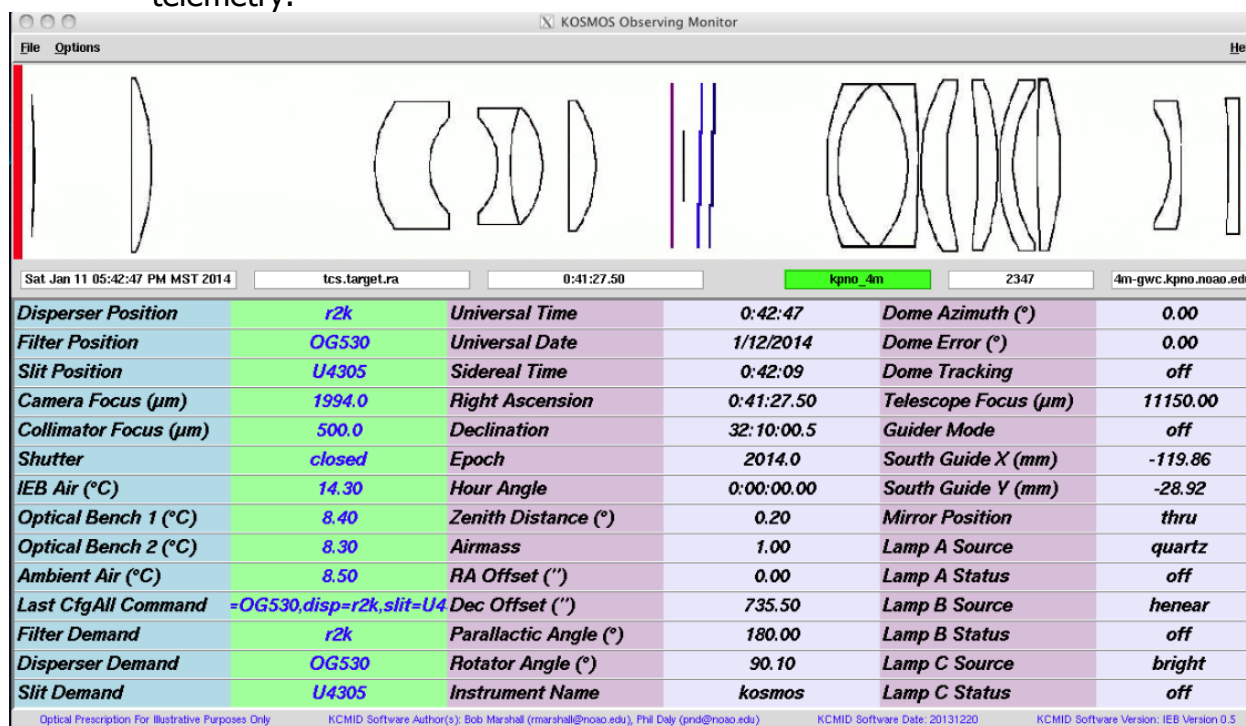 telemetry.
KOSMOS Observing Monitor
File Options He
Sat Jan 11 05:42:47 PM MST 2014 tcs.target.ra 0:41:27.50 kpno_4m 2347 4m-gwc.kpno.noao.edu
Disperser Position r2k Universal Time 0:42:47 Dome Azimuth (°) 0.00
Filter Position OG530 Universal Date 1/12/2014 Dome Error (°) 0.00
Slit Position U4305 Sidereal Time 0:42:09 Dome Tracking off
Camera Focus (µm) 1994.0 Right Ascension 0:41:27.50 Telescope Focus (µm) 11150.00
Collimator Focus (µm) 500.0 Declination 32:10:00.5 Guider Mode off
Shutter closed Epoch 2014.0 South Guide X (mm) -119.86
IEB Air (°C) 14.30 Hour Angle 0:00:00.00 South Guide Y (mm) -28.92
Optical Bench 1 (°C) 8.40 Zenith Distance (°) 0.20 Mirror Position thru
Optical Bench 2 (°C) 8.30 Airmass 1.00 Lamp A Source quartz
Ambient Air (°C) 8.50 RA Offset ('') 0.00 Lamp A Status off
Last CfgAll Command =OG530,disp=r2k,slit=U4 Dec Offset ('') 735.50 Lamp B Source henear
Filter Demand r2k Parallactic Angle (°) 180.00 Lamp B Status off
Disperser Demand OG530 Rotator Angle (°) 90.10 Lamp C Source bright
Slit Demand U4305 Instrument Name kosmos Lamp C Status off
Optical Prescription For Illustrative Purposes Only KCMID Software Author(s): Bob Marshall (rmarshall@noao.edu), Phil Daly (pnd@noao.edu) KCMID Software Date: 20131220 KCMID Software Version: IEB Version 0.5